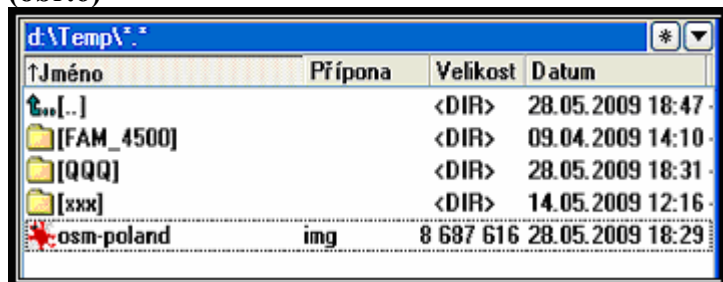 d:\Temp\*.* * ▼
↑Jméno Přípona Velikost Datum
[..] <DIR> 28.05.2009 18:47 -
[FAM_4500] <DIR> 09.04.2009 14:10 -
[QQQ] <DIR> 28.05.2009 18:31 -
[xxx] <DIR> 14.05.2009 12:16 -
osm-poland img 8 687 616 28.05.2009 18:29